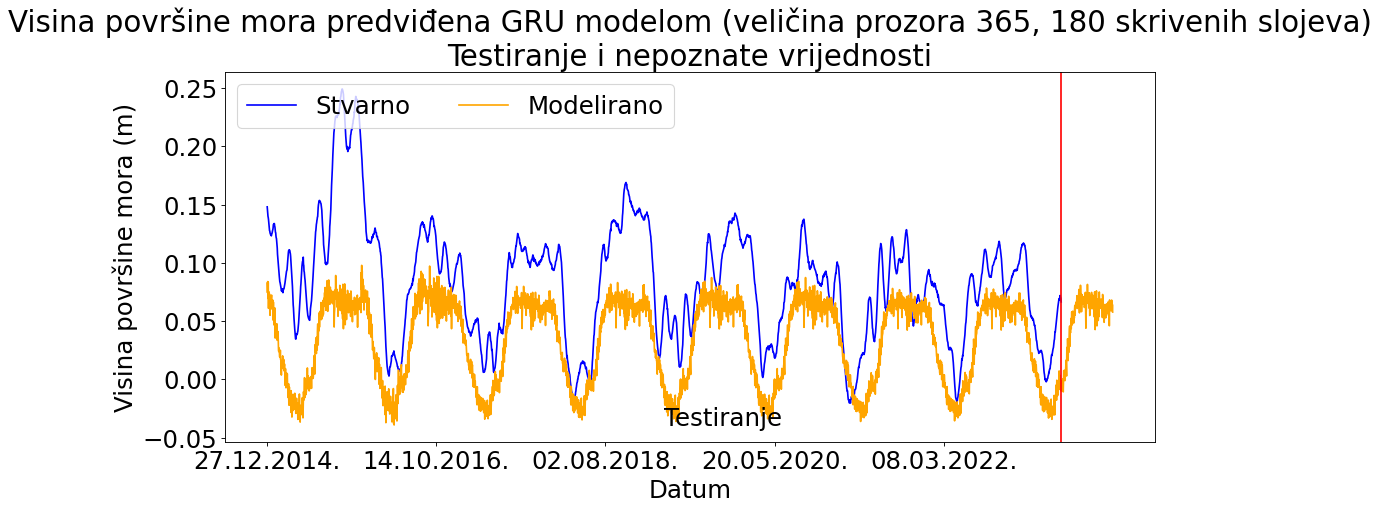 Visina površine mora predviđena GRU modelom (veličina prozora 365, 180 skrivenih slojeva)
Testiranje i nepoznate vrijednosti
Stvarno Modelirano
Visina površine mora (m)
0.25
0.20
0.15
0.10
0.05
0.00
−0.05
Testiranje
27.12.2014. 14.10.2016. 02.08.2018. 20.05.2020. 08.03.2022.
Datum